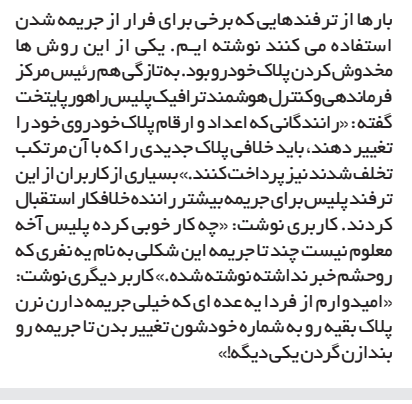 بارها از ترفندهایی که برخی برای فرار از جریمه شدن
استفاده می کنند نوشته ایـم. یکی از این روش ها
مخدوش کردن پلاک خودرو بود. به‌تازگی هم رئیس مرکز
فرماندهی و کنترل هوشمند ترافیک پلیس راهور پایتخت
گفته: «رانندگانی که اعداد و ارقام پلاک خودروی خود را
تغییر دهند، باید خلافی پلاک جدیدی را که با آن مرتکب
تخلف شدند نیز پرداخت کنند.» بسیاری از کاربران از این
ترفند پلیس برای جریمه بیشتر راننده خلافکار استقبال
کردند. کاربری نوشت: «چه کار خوبی کرده پلیس آخه
معلوم نیست چند تا جریمه این شکلی به نام یه نفری که
روحشم خبر نداشته نوشته شده.» کاربر دیگری نوشت:
«امیدوارم از فردا یه عده ای که خیلی جریمه دارن نرن
پلاک بقیه رو به شماره خودشون تغییر بدن تا جریمه رو
بندازن گردن یکی دیگه!»